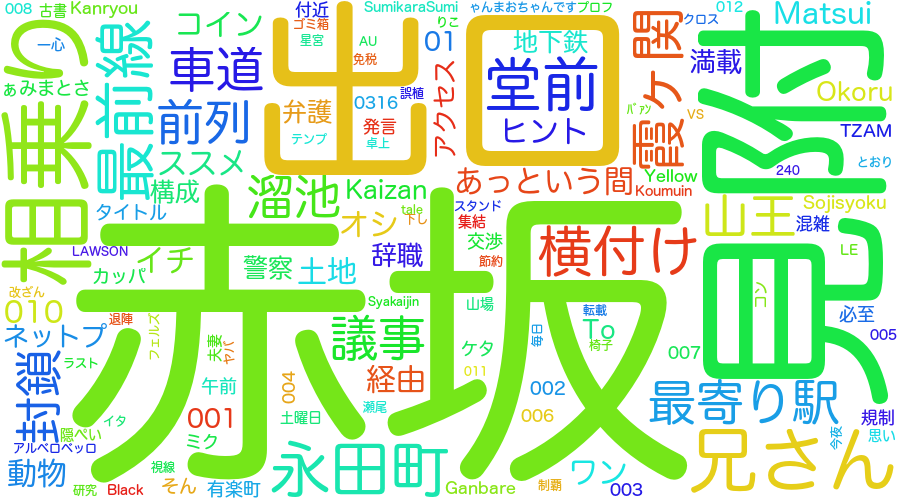 008
古書
Kanryou
コイン
付近
SumikaraSumi
ゃんまおちゃんです
プロフ
012
Matsui
一心
相乗り
最前線
車道
ゴミ箱
星宮
AU
免税
りこ
01
クロス
地下鉄
霞ケ関
満載
附見
ぁみまとさ
前列
出口
弁護
0316
誤植
アクセス
堂前
ヒント
Okoru
TZAM
発言
テンプ
卓上
ﾊﾞｧﾝ
VS
240
とおり
ススメ
構成
溜池
Kaizan
あっという間
Yellow
Koumuin
Sojisyoku
山王
混雑
タイトル
オシ
tale
下し
スタンド
集結
LAWSON
イチ
警察
土地
辞職
交渉
節約
横付け
LE
カッパ
改ざん
010
赤坂
Syakaijin
山場
転載
コン
必至
005
退陣
ネットプ
フェルズ
夫妻
ヤバ
議事
ケタ
毎日
To
椅子
007
ラスト
封鎖
午前
004
経由
011
002
最寄り駅
規制
今夜
思い
イタ
隠ぺい
001
土曜日
瀬尾
006
アルベロベッロ
ミク
動物
視線
そん
永田町
ワン
兄さん
研究
Black
有楽町
Ganbare
制覇
003